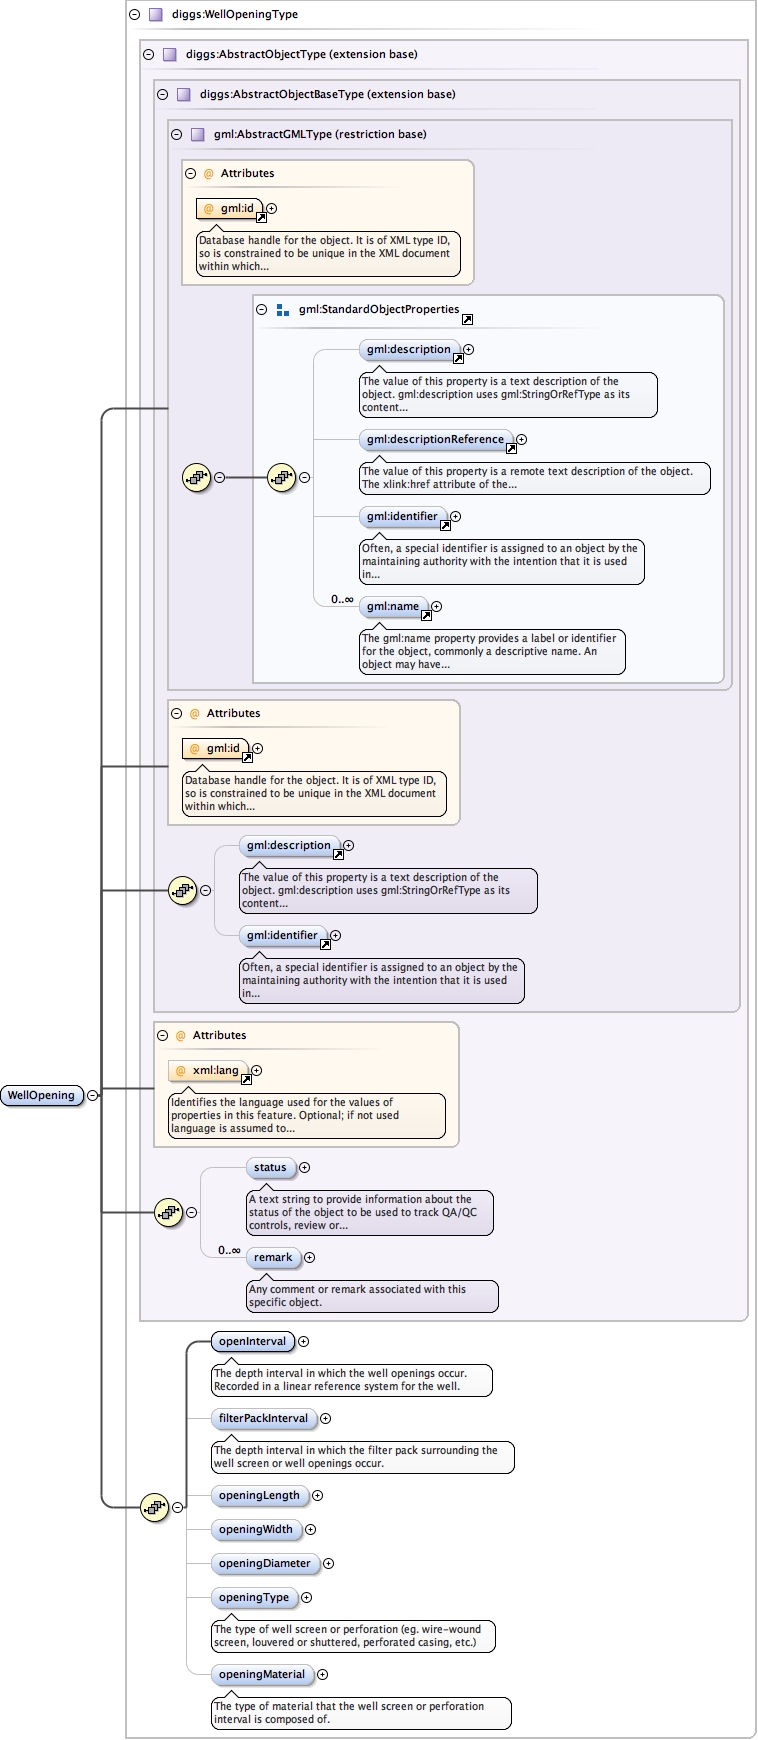 diggs:WellOpeningType
diggs:AbstractObjectType (extension base)
diggs:AbstractObjectBaseType (extension base)
gml:AbstractGMLType (restriction base)
@ Attributes
@ gml:id
Database handle for the object. It is of XML type ID,
so is constrained to be unique in the XML document
within which...
gml:StandardObjectProperties
gml:description
The value of this property is a text description of the
object. gml:description uses gml:StringOrRefType as its
content...
gml:descriptionReference
The value of this property is a remote text description of the object.
The xlink:href attribute of the...
gml:identifier
Often, a special identifier is assigned to an object by the
maintaining authority with the intention that it is used
in...
0..∞
gml:name
The gml:name property provides a label or identifier
for the object, commonly a descriptive name. An
object may have...
@ Attributes
@ gml:id
Database handle for the object. It is of XML type ID,
so is constrained to be unique in the XML document
within which...
gml:description
The value of this property is a text description of the
object. gml:description uses gml:StringOrRefType as its
content...
gml:identifier
Often, a special identifier is assigned to an object by the
maintaining authority with the intention that it is used
in...
@ Attributes
@ xml:lang
WellOpening
Identifies the language used for the values of
properties in this feature. Optional; if not used
language is assumed to...
status
A text string to provide information about the
status of the object to be used to track QA/QC
controls, review or...
0..∞
remark
Any comment or remark associated with this
specific object.
openInterval
The depth interval in which the well openings occur.
Recorded in a linear reference system for the well.
filterPackInterval
The depth interval in which the filter pack surrounding the
well screen or well openings occur.
openingLength
openingWidth
openingDiameter
openingType
The type of well screen or perforation (eg. wire-wound
screen, louvered or shuttered, perforated casing, etc.)
openingMaterial
The type of material that the well screen or perforation
interval is composed of.